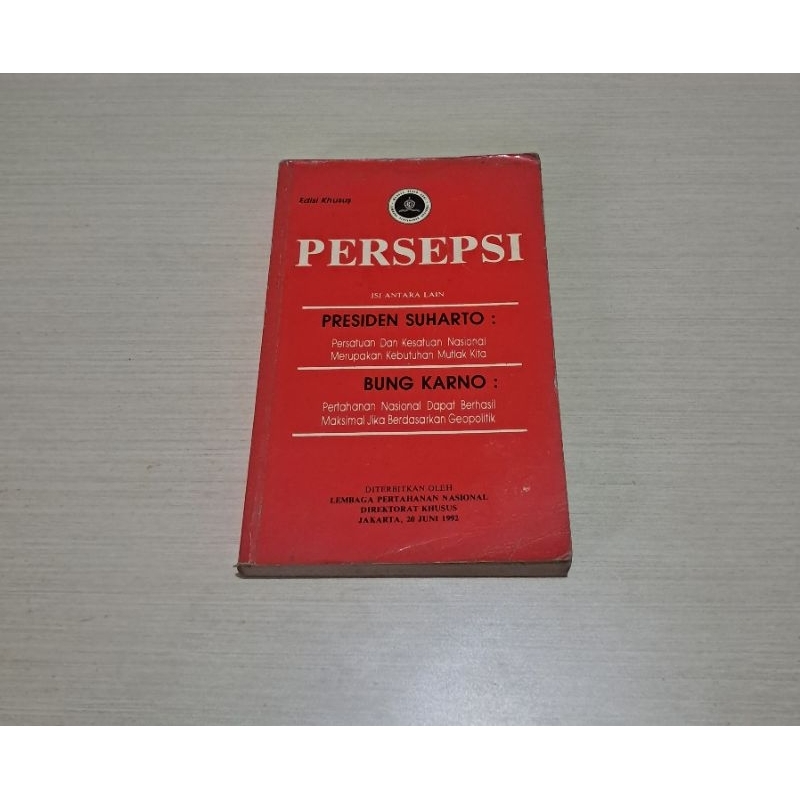 Edisi Khusus
PERSEPSI
ISI ANTARA LAIN
PRESIDEN SUHARTO :
Persatuan Dan Kesatuan Nasional
Merupakan Kebutuhan Mutlak Kita
BUNG KARNO :
Pertahanan Nasional Dapat Berhasil
Maksimal Jika Berdasarkan Geopolitik
DITERBITKAN OLEH
LEMBAGA PERTAHANAN NASIONAL
DIREKTORAT KHUSUS
JAKARTA, 20 JUNI 1992